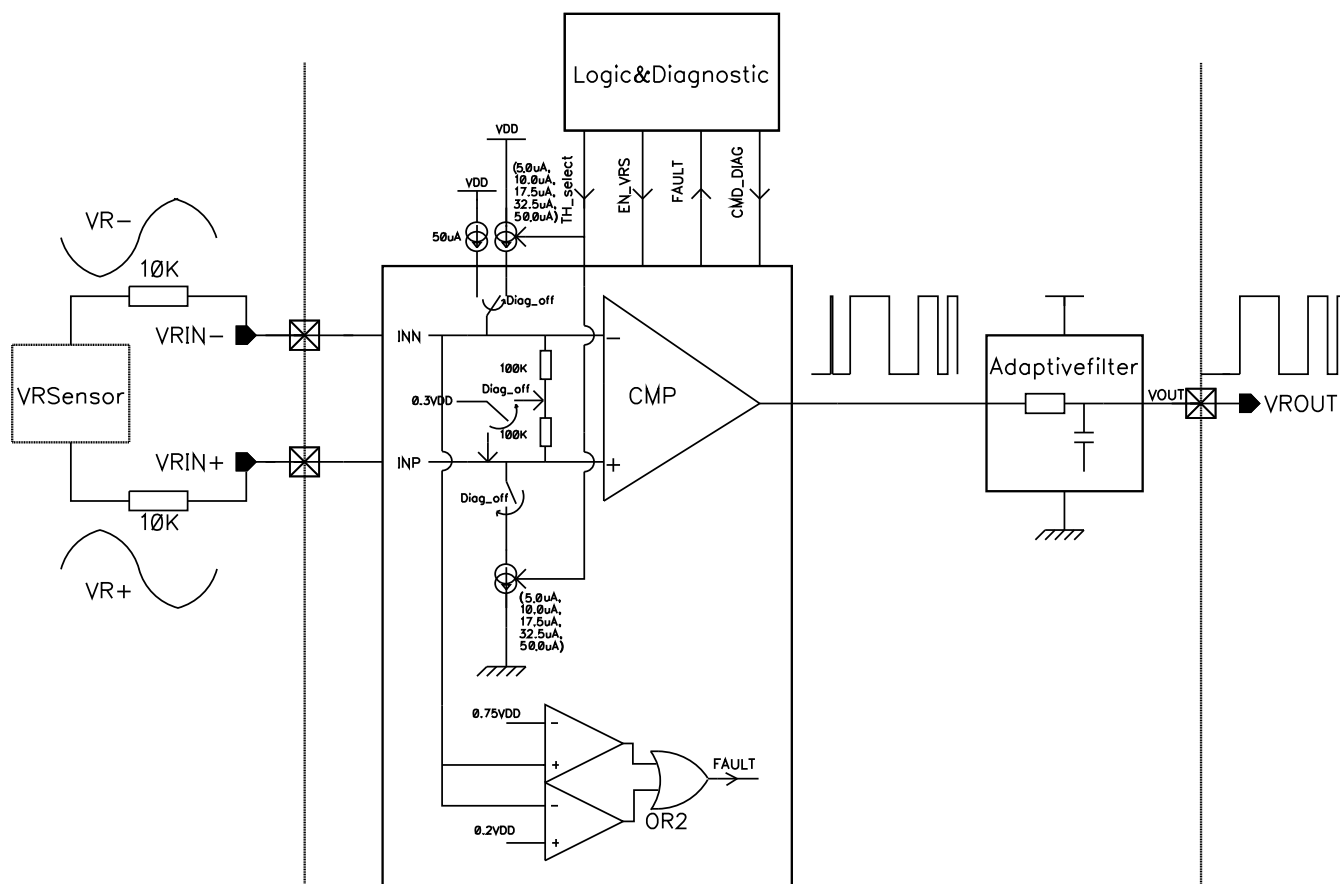 Logic&Diagnostic
VDD
(5.0uA,
10.0uA,
17.5uA,
32.5uA,
50.0uA)
TH_select
EN_VRS
FAULT
CMD_DIAG
VDD
50uA
VR-
10K
Diag_off
VRIN-
INN
100K
Diag_off
0.3VDD
100K
CMP
-
+
VRSensor
Adaptivefilter
VOUT
VROUT
VRIN+
INP
Diag_off
10K
VR+
(5.0uA,
10.0uA,
17.5uA,
32.5uA,
50.0uA)
0.75VDD
-
+
FAULT
-
OR2
0.2VDD
+